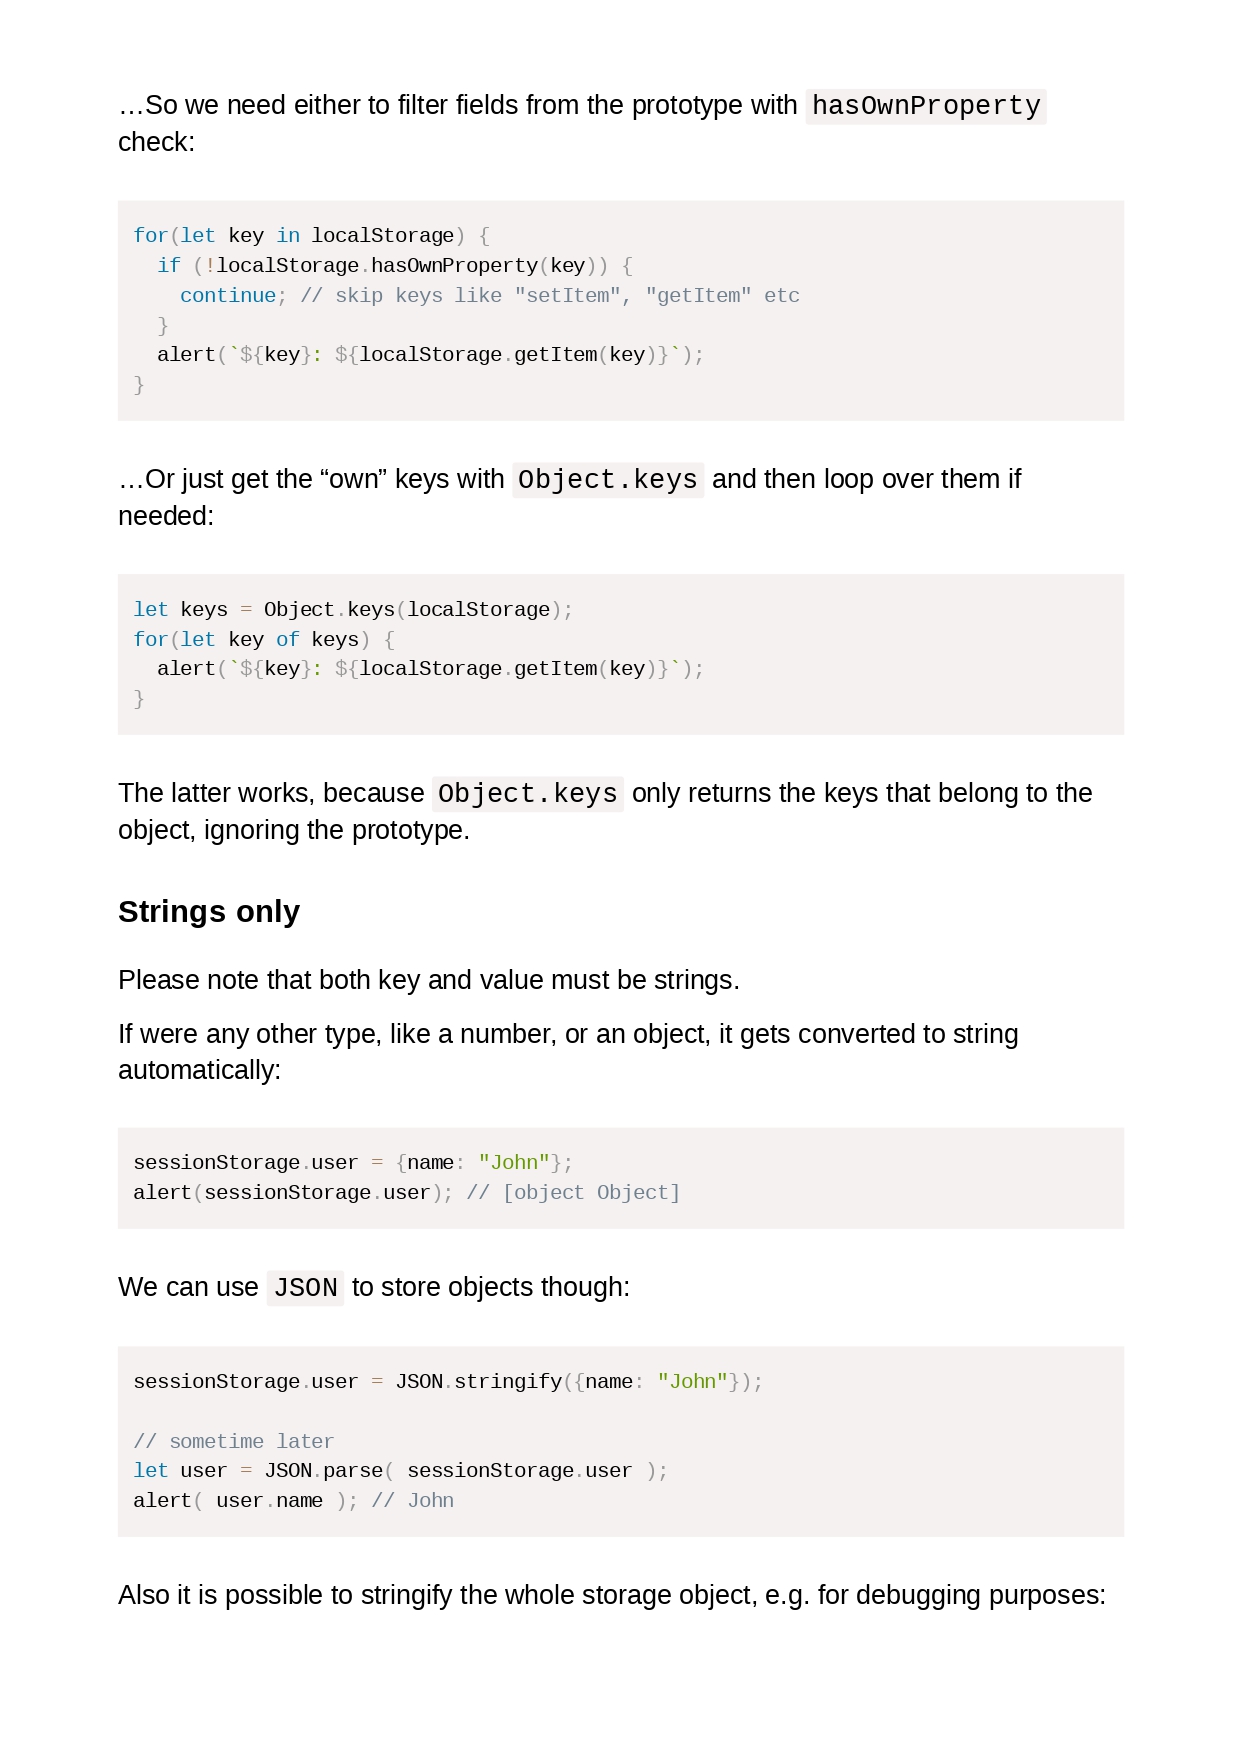 …So we need either to filter fields from the prototype with hasOwnProperty
check:
for(let key in localStorage) {
  if (!localStorage.hasOwnProperty(key)) {
    continue; // skip keys like "setItem", "getItem" etc
  }
  alert(`${key}: ${localStorage.getItem(key)}`);
}
…Or just get the “own” keys with Object.keys and then loop over them if
needed:
let keys = Object.keys(localStorage);
for(let key of keys) {
  alert(`${key}: ${localStorage.getItem(key)}`);
}
The latter works, because Object.keys only returns the keys that belong to the
object, ignoring the prototype.
Strings only
Please note that both key and value must be strings.
If were any other type, like a number, or an object, it gets converted to string
automatically:
sessionStorage.user = {name: "John"};
alert(sessionStorage.user); // [object Object]
We can use JSON to store objects though:
sessionStorage.user = JSON.stringify({name: "John"});
// sometime later
let user = JSON.parse( sessionStorage.user );
alert( user.name ); // John
Also it is possible to stringify the whole storage object, e.g. for debugging purposes: